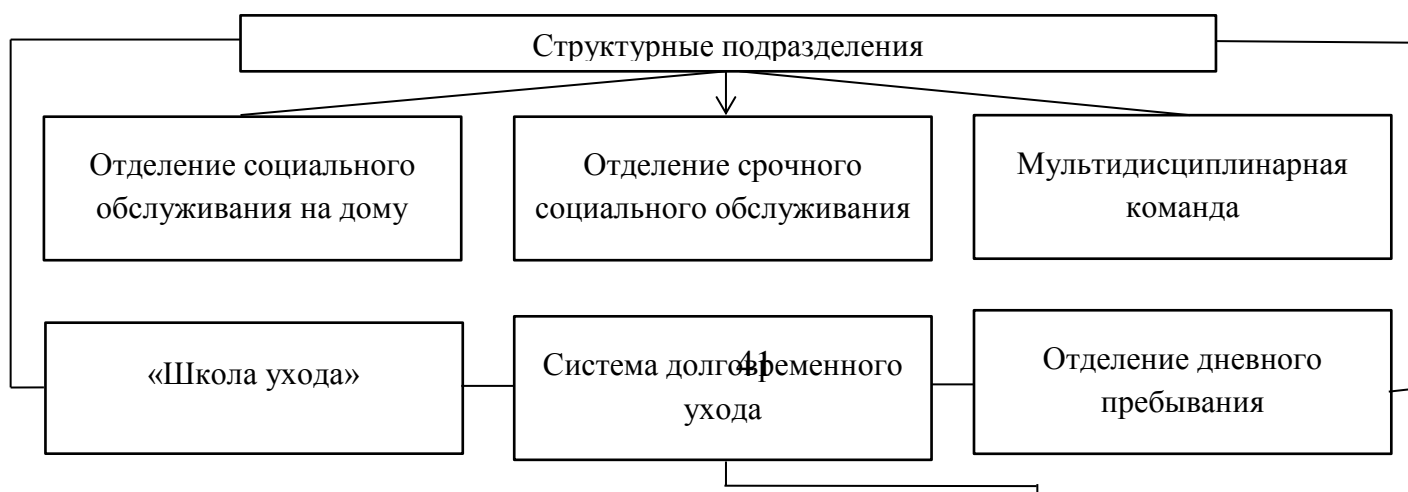 Структурные подразделения
Отделение социального
обслуживания на дому
Отделение срочного
социального обслуживания
Мультидисциплинарная
команда
«Школа ухода»
Система долговременного
ухода
41
Отделение дневного
пребывания